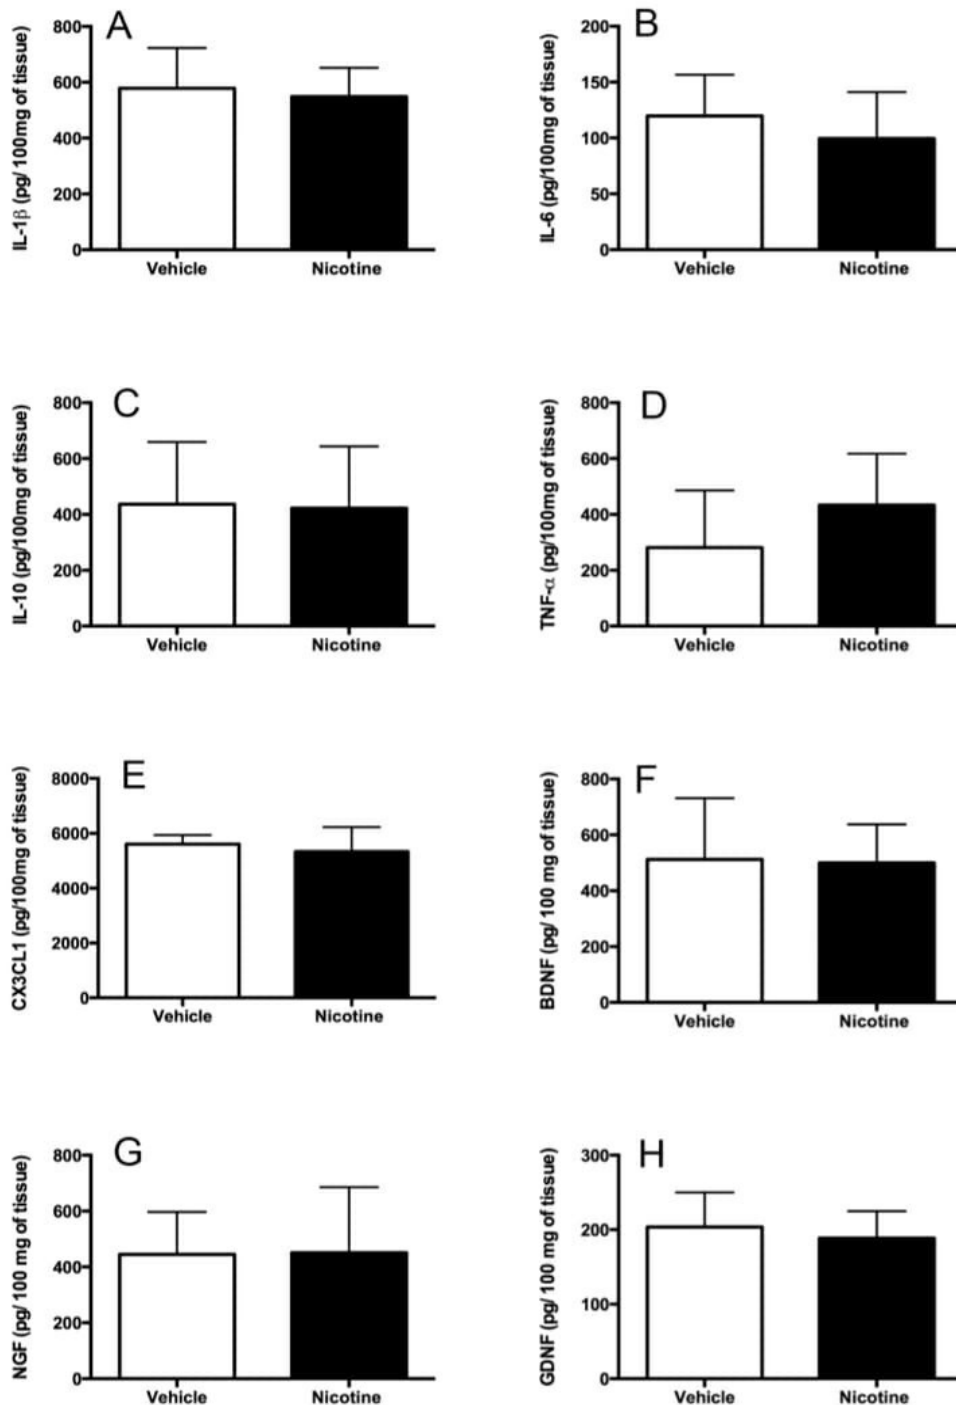 A
IL-1β (pg/100mg of tissue)
800
600
400
200
0
Vehicle Nicotine
B
IL-6 (pg/100mg of tissue)
200
150
100
50
0
Vehicle Nicotine
C
IL-10 (pg/100mg of tissue)
800
600
400
200
0
Vehicle Nicotine
D
TNF-α (pg/100mg of tissue)
800
600
400
200
0
Vehicle Nicotine
E
CX3CL1 (pg/100mg of tissue)
8000
6000
4000
2000
0
Vehicle Nicotine
F
BDNF (pg/100 mg of tissue)
800
600
400
200
0
Vehicle Nicotine
G
NGF (pg/100 mg of tissue)
800
600
400
200
0
Vehicle Nicotine
H
GDNF (pg/100 mg of tissue)
300
200
100
0
Vehicle Nicotine